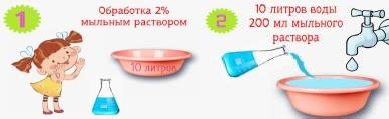 1
Обработка 2%
мыльным раствором
10 литров
2
10 литров воды
200 мл мыльного
раствора